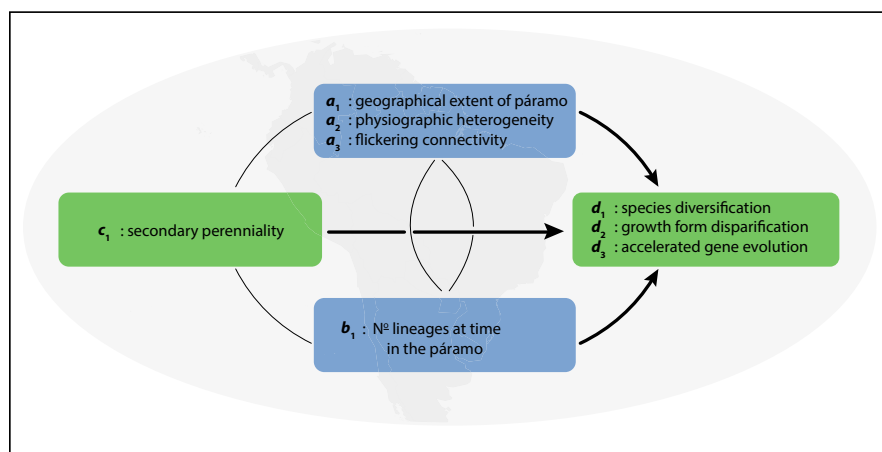 a1 : geographical extent of páramo
a2 : physiographic heterogeneity
a3 : flickering connectivity
c1 : secondary perenniality
d1 : species diversification
d2 : growth form disparification
d3 : accelerated gene evolution
b1 : Nº lineages at time
in the páramo